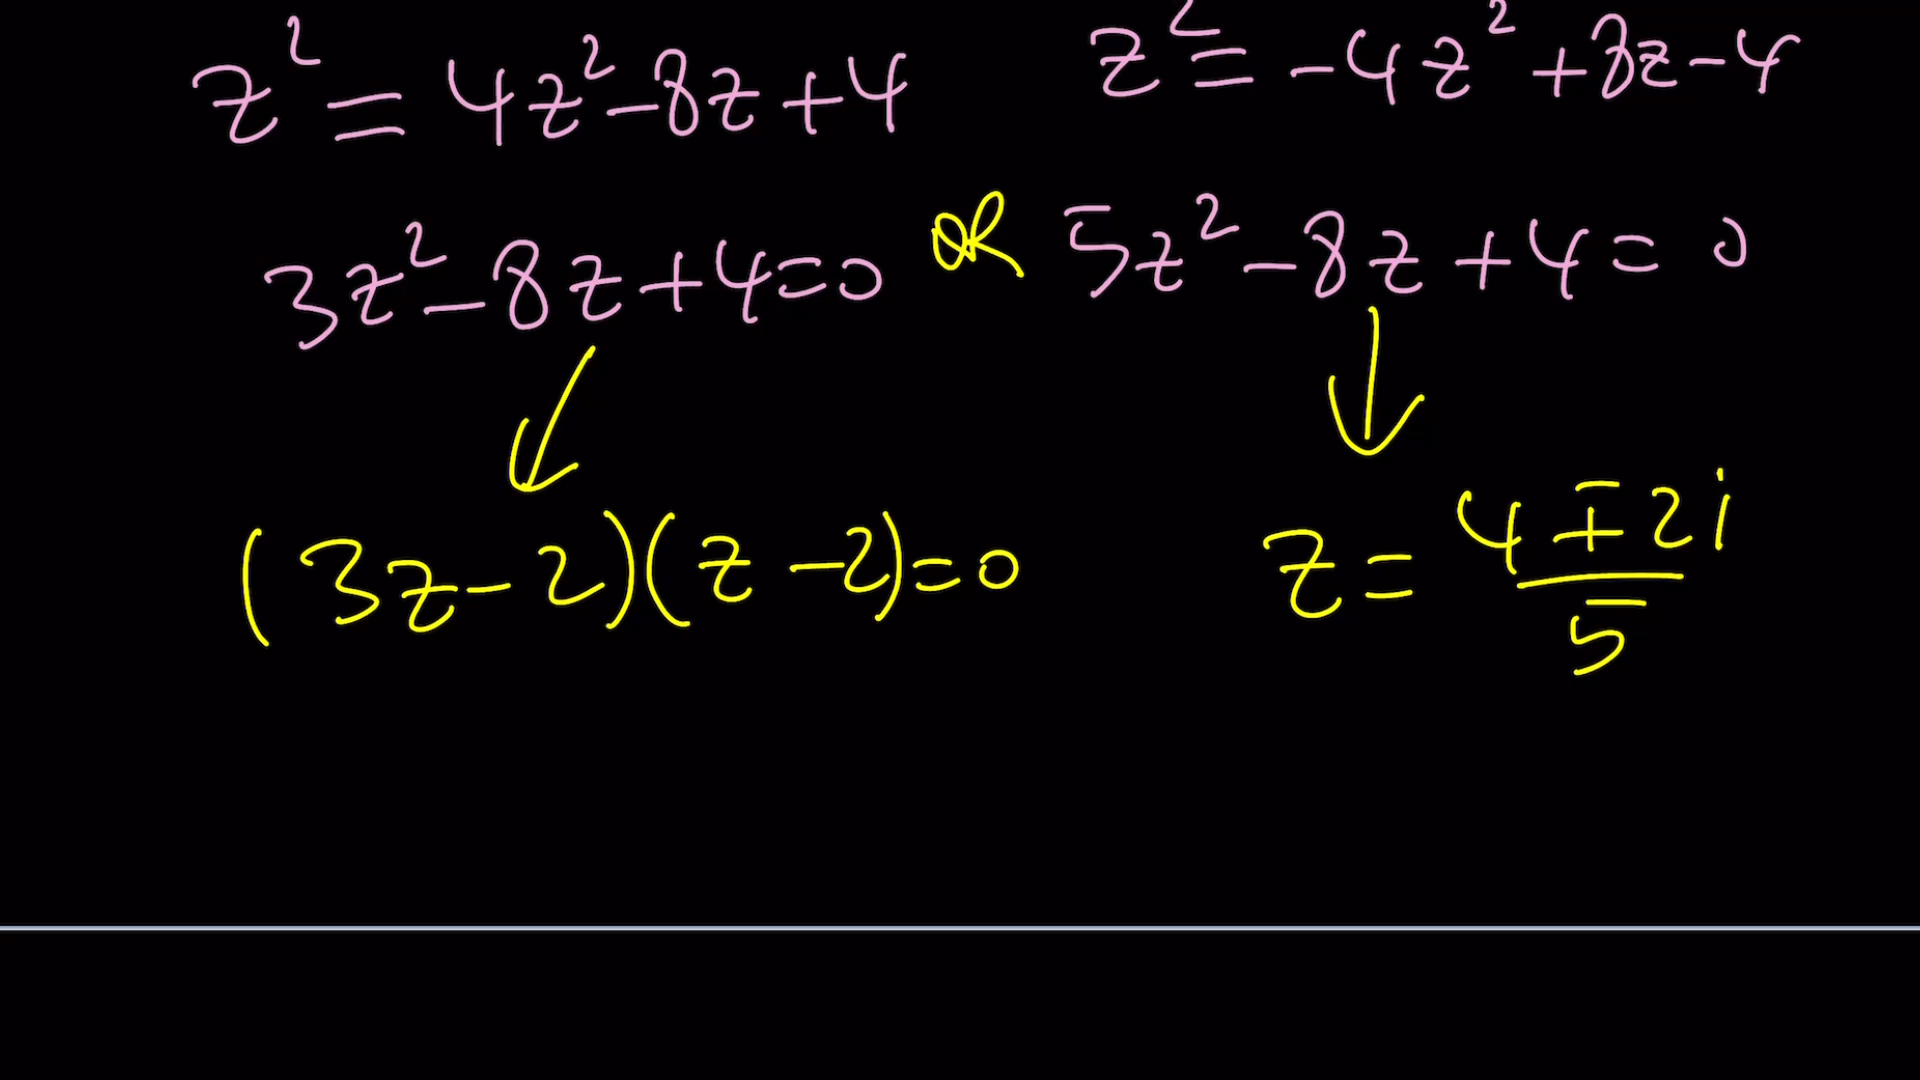 z² = 4z² - 8z + 4
z² = -4z² + 8z - 4
3z² - 8z + 4 = 0 OR 5z² - 8z + 4 = 0
(3z - 2)(z - 2) = 0
z = (4 ∓ 2i)/5